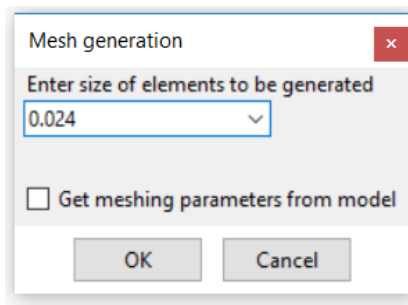 Mesh generation
Enter size of elements to be generated
0.024
Get meshing parameters from model
OK Cancel